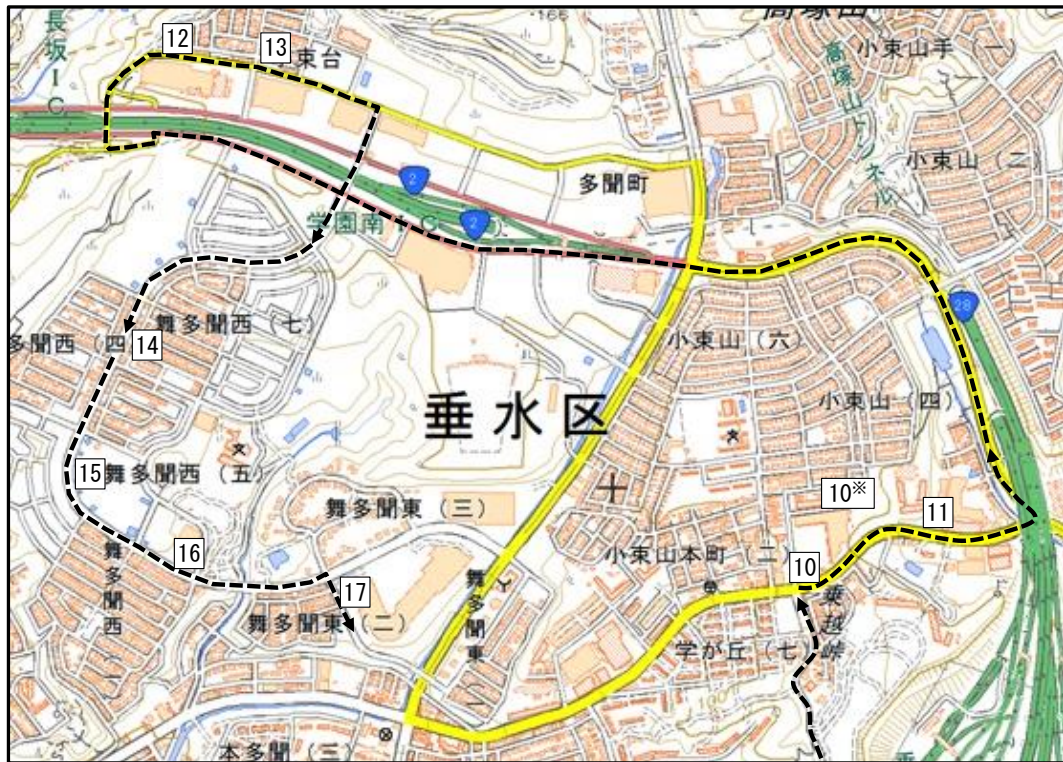 長坂IC
12
13
小東台
・166
高塚山
小東山手(一)
高塚山トンネル
小東山(二)
2
2
多聞町
学園南IC
28
舞多聞西(七)
多聞西(四
14
小東山(六)
小東山(四)
垂水区
15
舞多聞西(五)
10※
11
舞多聞東(三)
16
小東山本町(二)
10
舞多聞西
17
舞多聞東(二)
舞多聞東
乗越峠
学が丘(七)
本多聞(三)